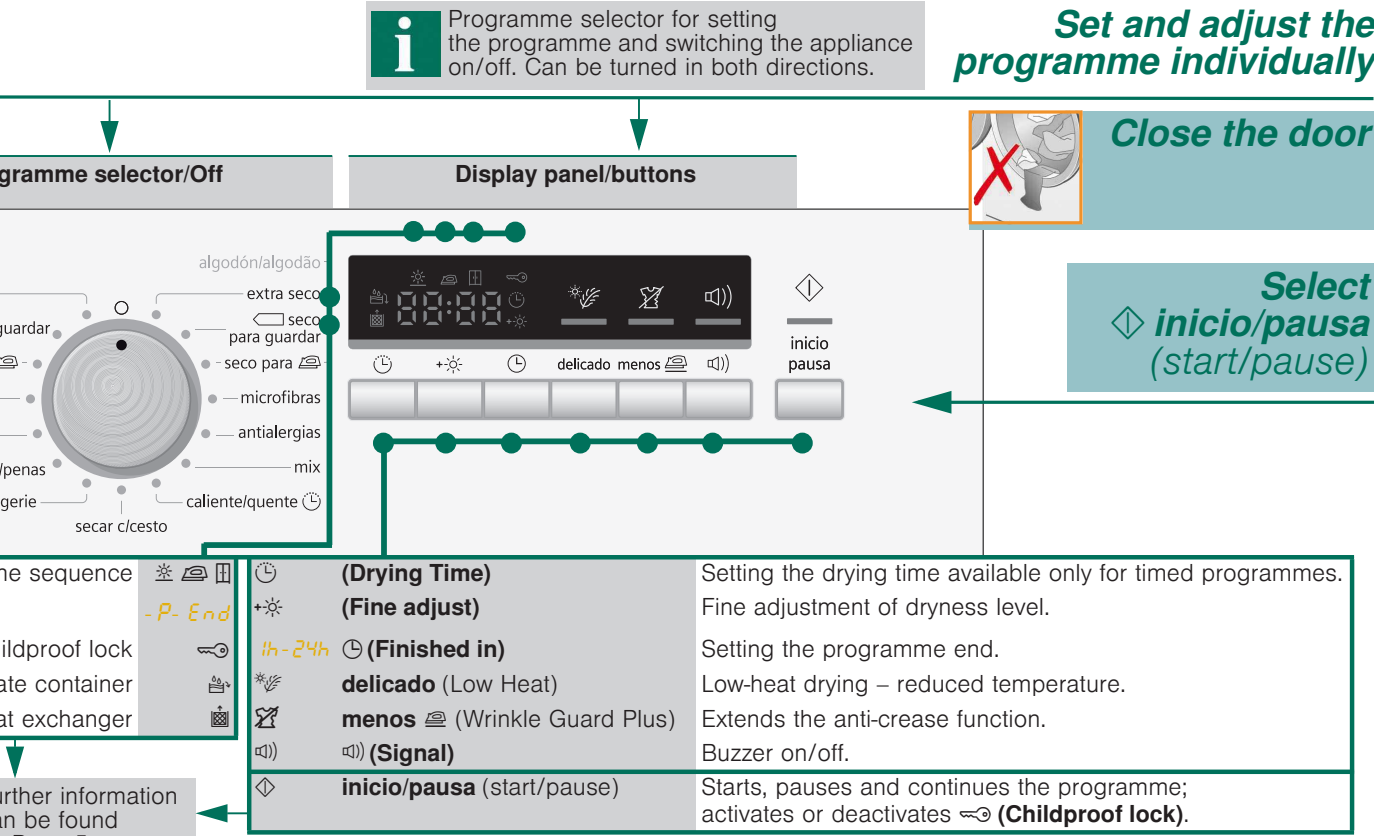 Programme selector for setting
the programme and switching the appliance
on/off. Can be turned in both directions.
Set and adjust the
programme individually
Close the door
gramme selector/Off
Display panel/buttons
Select
inicio/pausa
(start/pause)
algodón/algodão
extra seco
seco
para guardar
seco para
microfibras
antialergias
mix
caliente/quente
secar c/cesto
guardar
/penas
gerie
88:88
inicio
pausa
delicado menos
ne sequence
- P - End
ildproof lock
ate container
at exchanger
(Drying Time) Setting the drying time available only for timed programmes.
(Fine adjust) Fine adjustment of dryness level.
1h - 24h (Finished in) Setting the programme end.
delicado (Low Heat) Low-heat drying – reduced temperature.
menos (Wrinkle Guard Plus) Extends the anti-crease function.
(Signal) Buzzer on/off.
inicio/pausa (start/pause) Starts, pauses and continues the programme;
activates or deactivates (Childproof lock).
urther information
an be found